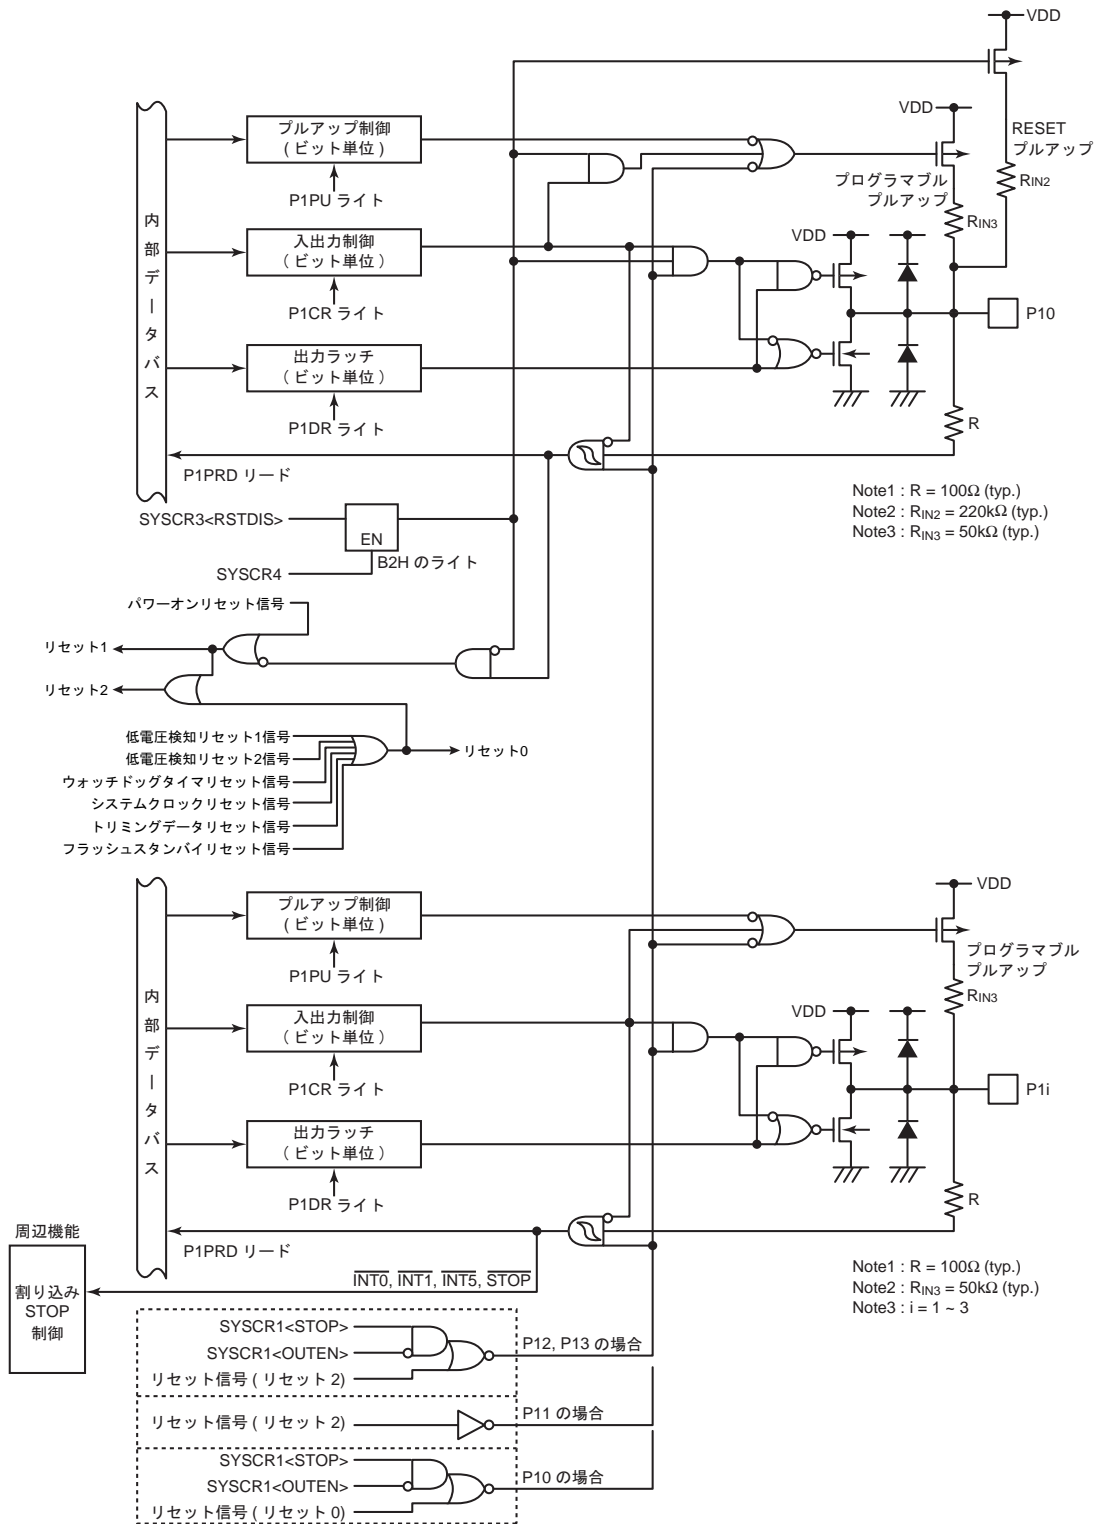 VDD
VDD
RESET
プルアップ
RIN2
プルアップ制御
( ビット単位 )
P1PU ライト
プログラマブル
プルアップ
RIN3
内部データバス
入出力制御
( ビット単位 )
P1CR ライト
VDD
P10
出力ラッチ
( ビット単位 )
P1DR ライト
R
P1PRD リード
Note1 : R = 100Ω (typ.)
Note2 : RIN2 = 220kΩ (typ.)
Note3 : RIN3 = 50kΩ (typ.)
SYSCR3<RSTDIS>
EN
B2H のライト
SYSCR4
パワーオンリセット信号
リセット1
リセット2
低電圧検知リセット1信号
低電圧検知リセット2信号
ウォッチドッグタイマリセット信号
システムクロックリセット信号
トリミングデータリセット信号
フラッシュスタンバイリセット信号
リセット0
VDD
プルアップ制御
( ビット単位 )
P1PU ライト
プログラマブル
プルアップ
RIN3
内部データバス
入出力制御
( ビット単位 )
P1CR ライト
VDD
P1i
出力ラッチ
( ビット単位 )
P1DR ライト
R
P1PRD リード
周辺機能
割り込み
STOP
制御
INT0, INT1, INT5, STOP
Note1 : R = 100Ω (typ.)
Note2 : RIN3 = 50kΩ (typ.)
Note3 : i = 1 ~ 3
SYSCR1<STOP>
SYSCR1<OUTEN>
リセット信号 ( リセット 2)
P12, P13 の場合
リセット信号 ( リセット 2)
P11 の場合
SYSCR1<STOP>
SYSCR1<OUTEN>
リセット信号 ( リセット 0)
P10 の場合